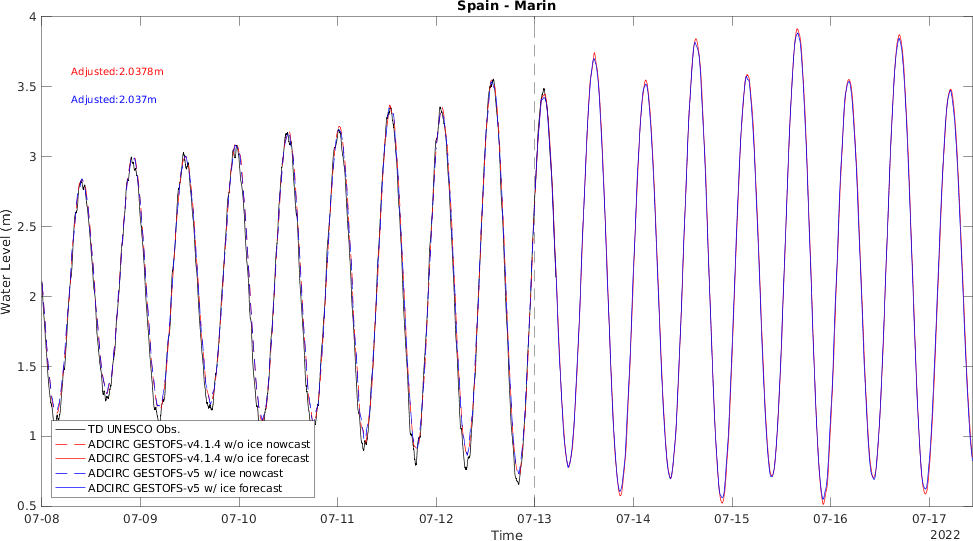 Spain - Marin
4
Adjusted:2.0378m
3.5
Adjusted:2.037m
3
2.5
Water Level (m)
2
1.5
1
TD UNESCO Obs.
ADCIRC GESTOFS-v4.1.4 w/o ice nowcast
ADCIRC GESTOFS-v4.1.4 w/o ice forecast
ADCIRC GESTOFS-v5 w/ ice nowcast
ADCIRC GESTOFS-v5 w/ ice forecast
0.5
07-08 07-09 07-10 07-11 07-12 07-13 07-14 07-15 07-16 07-17
Time
2022